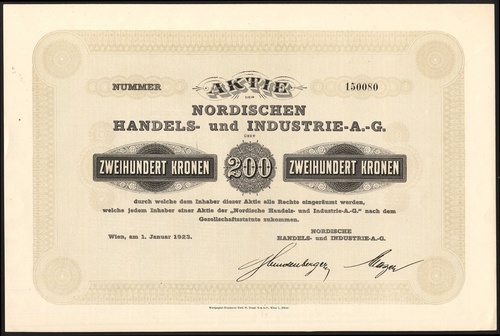 AKTIE
NUMMER 150080
DER
NORDISCHEN
HANDELS- und INDUSTRIE-A.-G.
ÜBER
ZWEIHUNDERT KRONEN 200 ZWEIHUNDERT KRONEN
durch welche dem Inhaber dieser Aktie alle Rechte eingeräumt werden,
welche jedem Inhaber einer Aktie der „Nordische Handels- und Industrie-A.-G.“ nach dem
Gesellschaftsstatute zukommen.
Wien, am 1. Januar 1923.
NORDISCHE
HANDELS- und INDUSTRIE-A.-G.